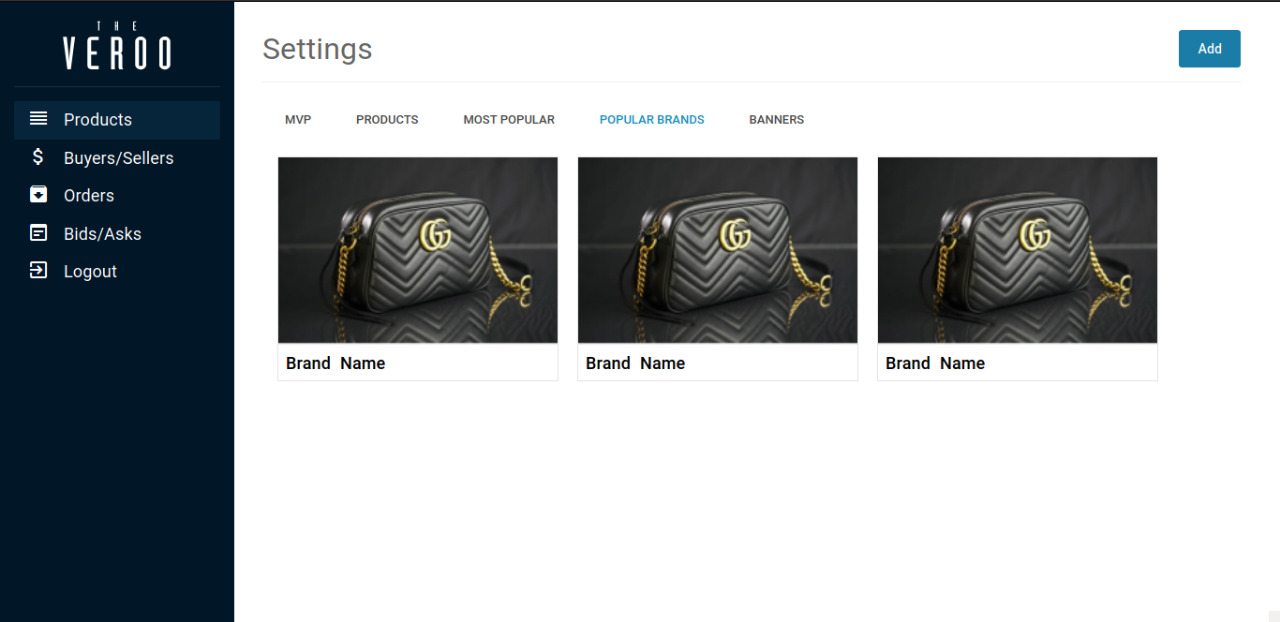 THE
VEROO
Products
Buyers/Sellers
Orders
Bids/Asks
Logout
Settings
Add
MVP PRODUCTS MOST POPULAR POPULAR BRANDS BANNERS
Brand Name Brand Name Brand Name